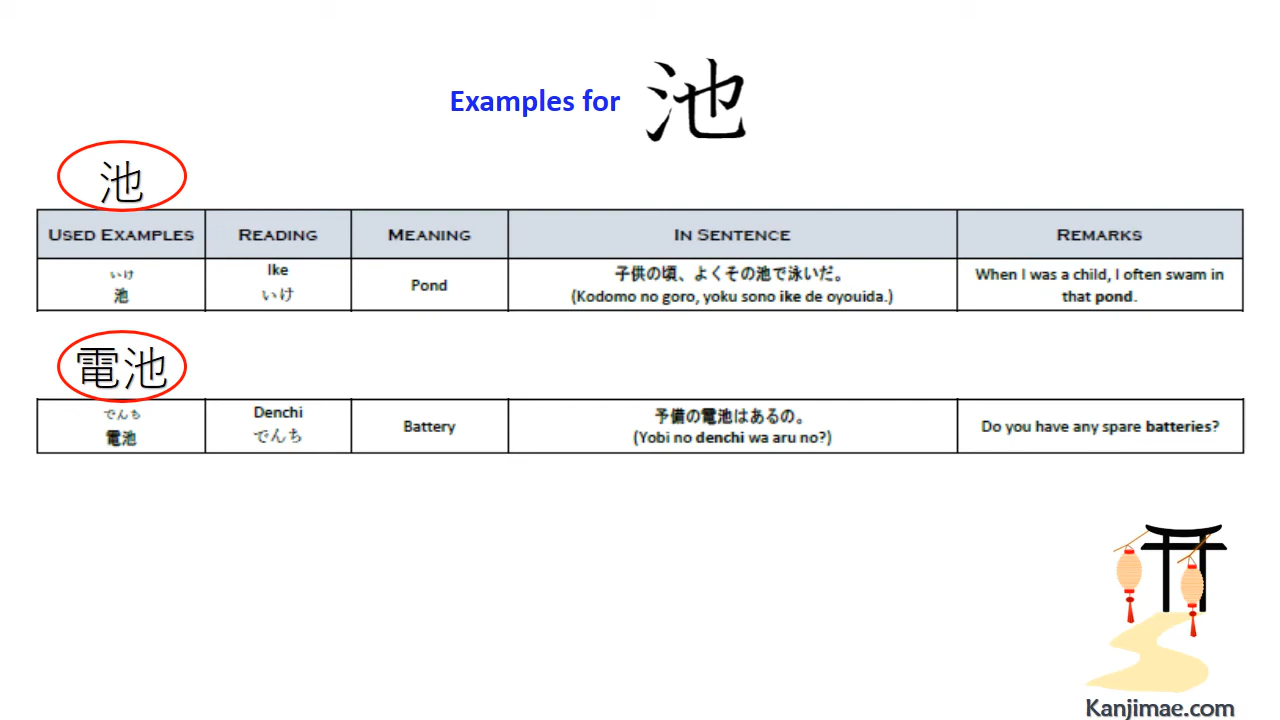 Examples for 池
池
USED EXAMPLES READING MEANING IN SENTENCE REMARKS
いけ
池
Ike
いけ
Pond
子供の頃、よくその池で泳いだ。
(Kodomo no goro, yoku sono ike de oyouida.)
When I was a child, I often swam in
that pond.
電池
でんち
電池
Denchi
でんち
Battery
予備の電池はあるの。
(Yobi no denchi wa aru no?)
Do you have any spare batteries?
Kanjimae.com